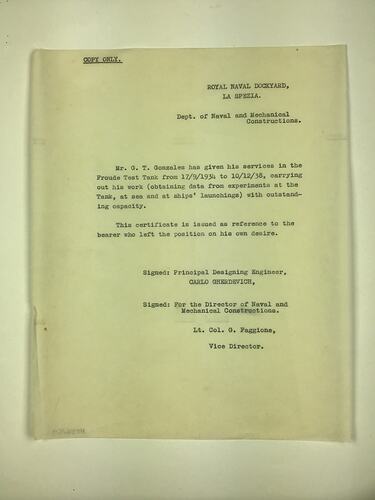 COPY ONLY.
ROYAL NAVAL DOCKYARD,
LA SPEZIA.
Dept. of Naval and Mechanical
Constructions.
Mr. G. T. Gonzales has given his services in the
Froude Test Tank from 17/9/1934 to 10/12/38, carrying
out his work (obtaining data from experiments at the
Tank, at sea and at ships' launchings) with outstand-
ing capacity.
This certificate is issued as reference to the
bearer who left the position on his own desire.
Signed: Principal Designing Engineer,
CARLO GHERDEVICH,
Signed: For the Director of Naval and
Mechanical Constructions.
Lt. Col. G. Faggione,
Vice Director.